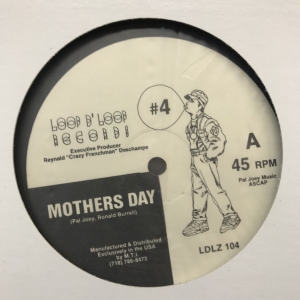 LOOP D' LOOP
RECORDS
Executive Producer
Reynald "Crazy Frenchman" Deschamps
#4
A
45 RPM
Pal Joey Music
ASCAP
MOTHERS DAY
(Pal Joey, Ronald Burrell)
Manufactured & Distributed
Exclusively in the USA
by M.T.I.
(718) 786-8473
LDLZ 104